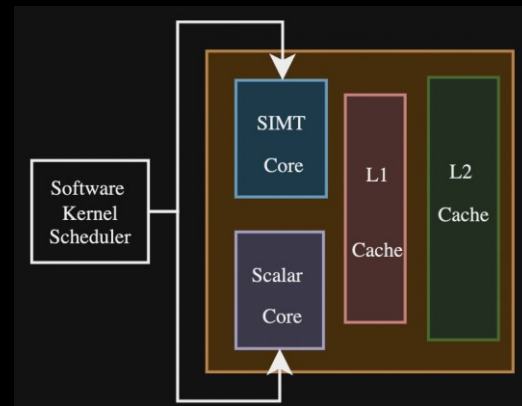 Software
Kernel
Scheduler
SIMT
Core
Scalar
Core
L1
Cache
L2
Cache